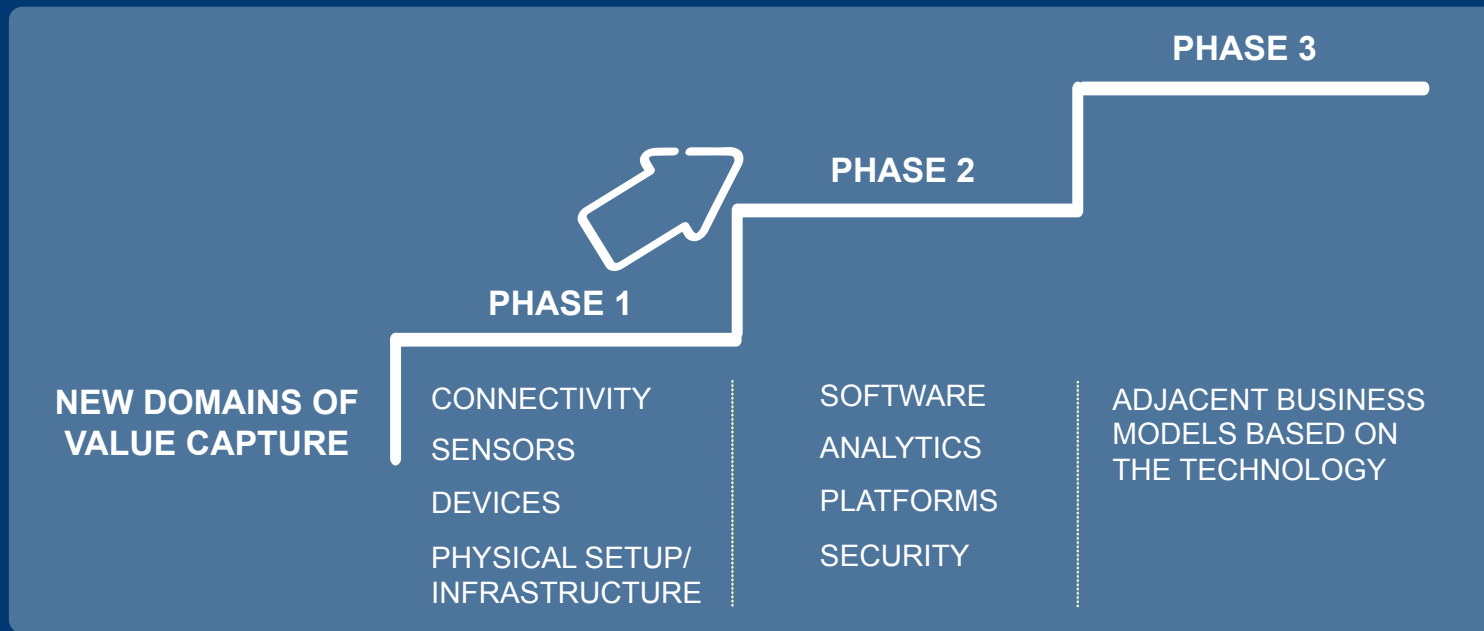 PHASE 3
PHASE 2
PHASE 1
NEW DOMAINS OF
VALUE CAPTURE
CONNECTIVITY
SENSORS
DEVICES
PHYSICAL SETUP/
INFRASTRUCTURE
SOFTWARE
ANALYTICS
PLATFORMS
SECURITY
ADJACENT BUSINESS
MODELS BASED ON
THE TECHNOLOGY